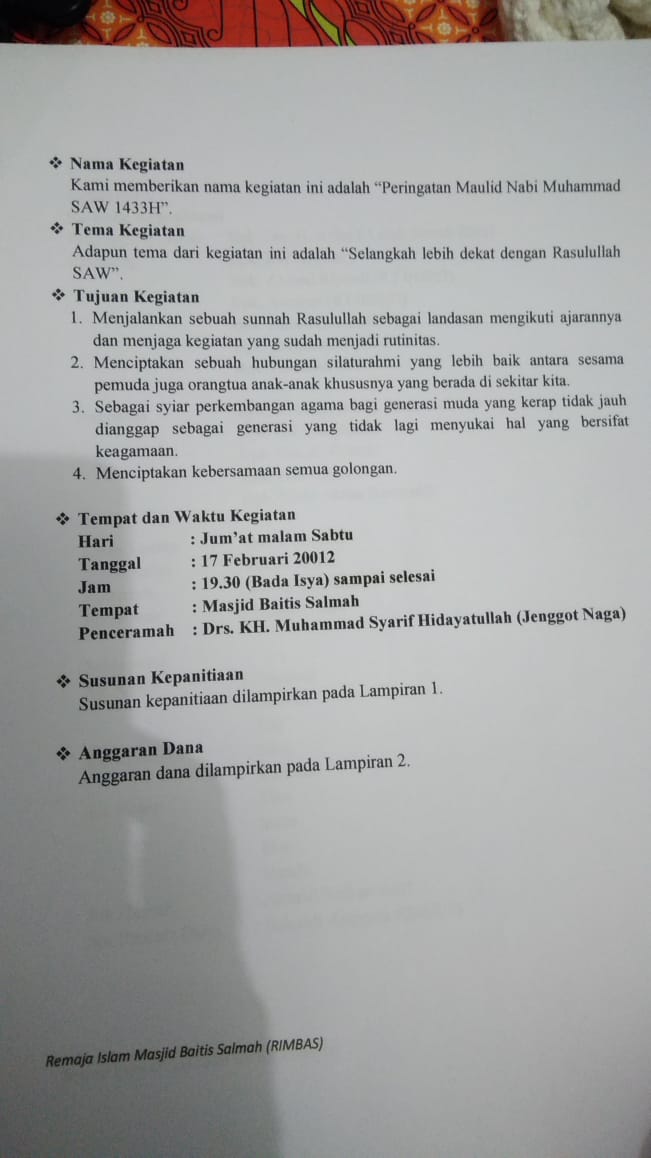 ❖ Nama Kegiatan
Kami memberikan nama kegiatan ini adalah “Peringatan Maulid Nabi Muhammad
SAW 1433H”.
❖ Tema Kegiatan
Adapun tema dari kegiatan ini adalah “Selangkah lebih dekat dengan Rasulullah
SAW”.
❖ Tujuan Kegiatan
1. Menjalankan sebuah sunnah Rasulullah sebagai landasan mengikuti ajarannya
dan menjaga kegiatan yang sudah menjadi rutinitas.
2. Menciptakan sebuah hubungan silaturahmi yang lebih baik antara sesama
pemuda juga orangtua anak-anak khususnya yang berada di sekitar kita.
3. Sebagai syiar perkembangan agama bagi generasi muda yang kerap tidak jauh
dianggap sebagai generasi yang tidak lagi menyukai hal yang bersifat
keagamaan.
4. Menciptakan kebersamaan semua golongan.
❖ Tempat dan Waktu Kegiatan
Hari : Jum’at malam Sabtu
Tanggal : 17 Februari 20012
Jam : 19.30 (Bada Isya) sampai selesai
Tempat : Masjid Baitis Salmah
Penceramah : Drs. KH. Muhammad Syarif Hidayatullah (Jenggot Naga)
❖ Susunan Kepanitiaan
Susunan kepanitiaan dilampirkan pada Lampiran 1.
❖ Anggaran Dana
Anggaran dana dilampirkan pada Lampiran 2.
Remaja Islam Masjid Baitis Salmah (RIMBAS)